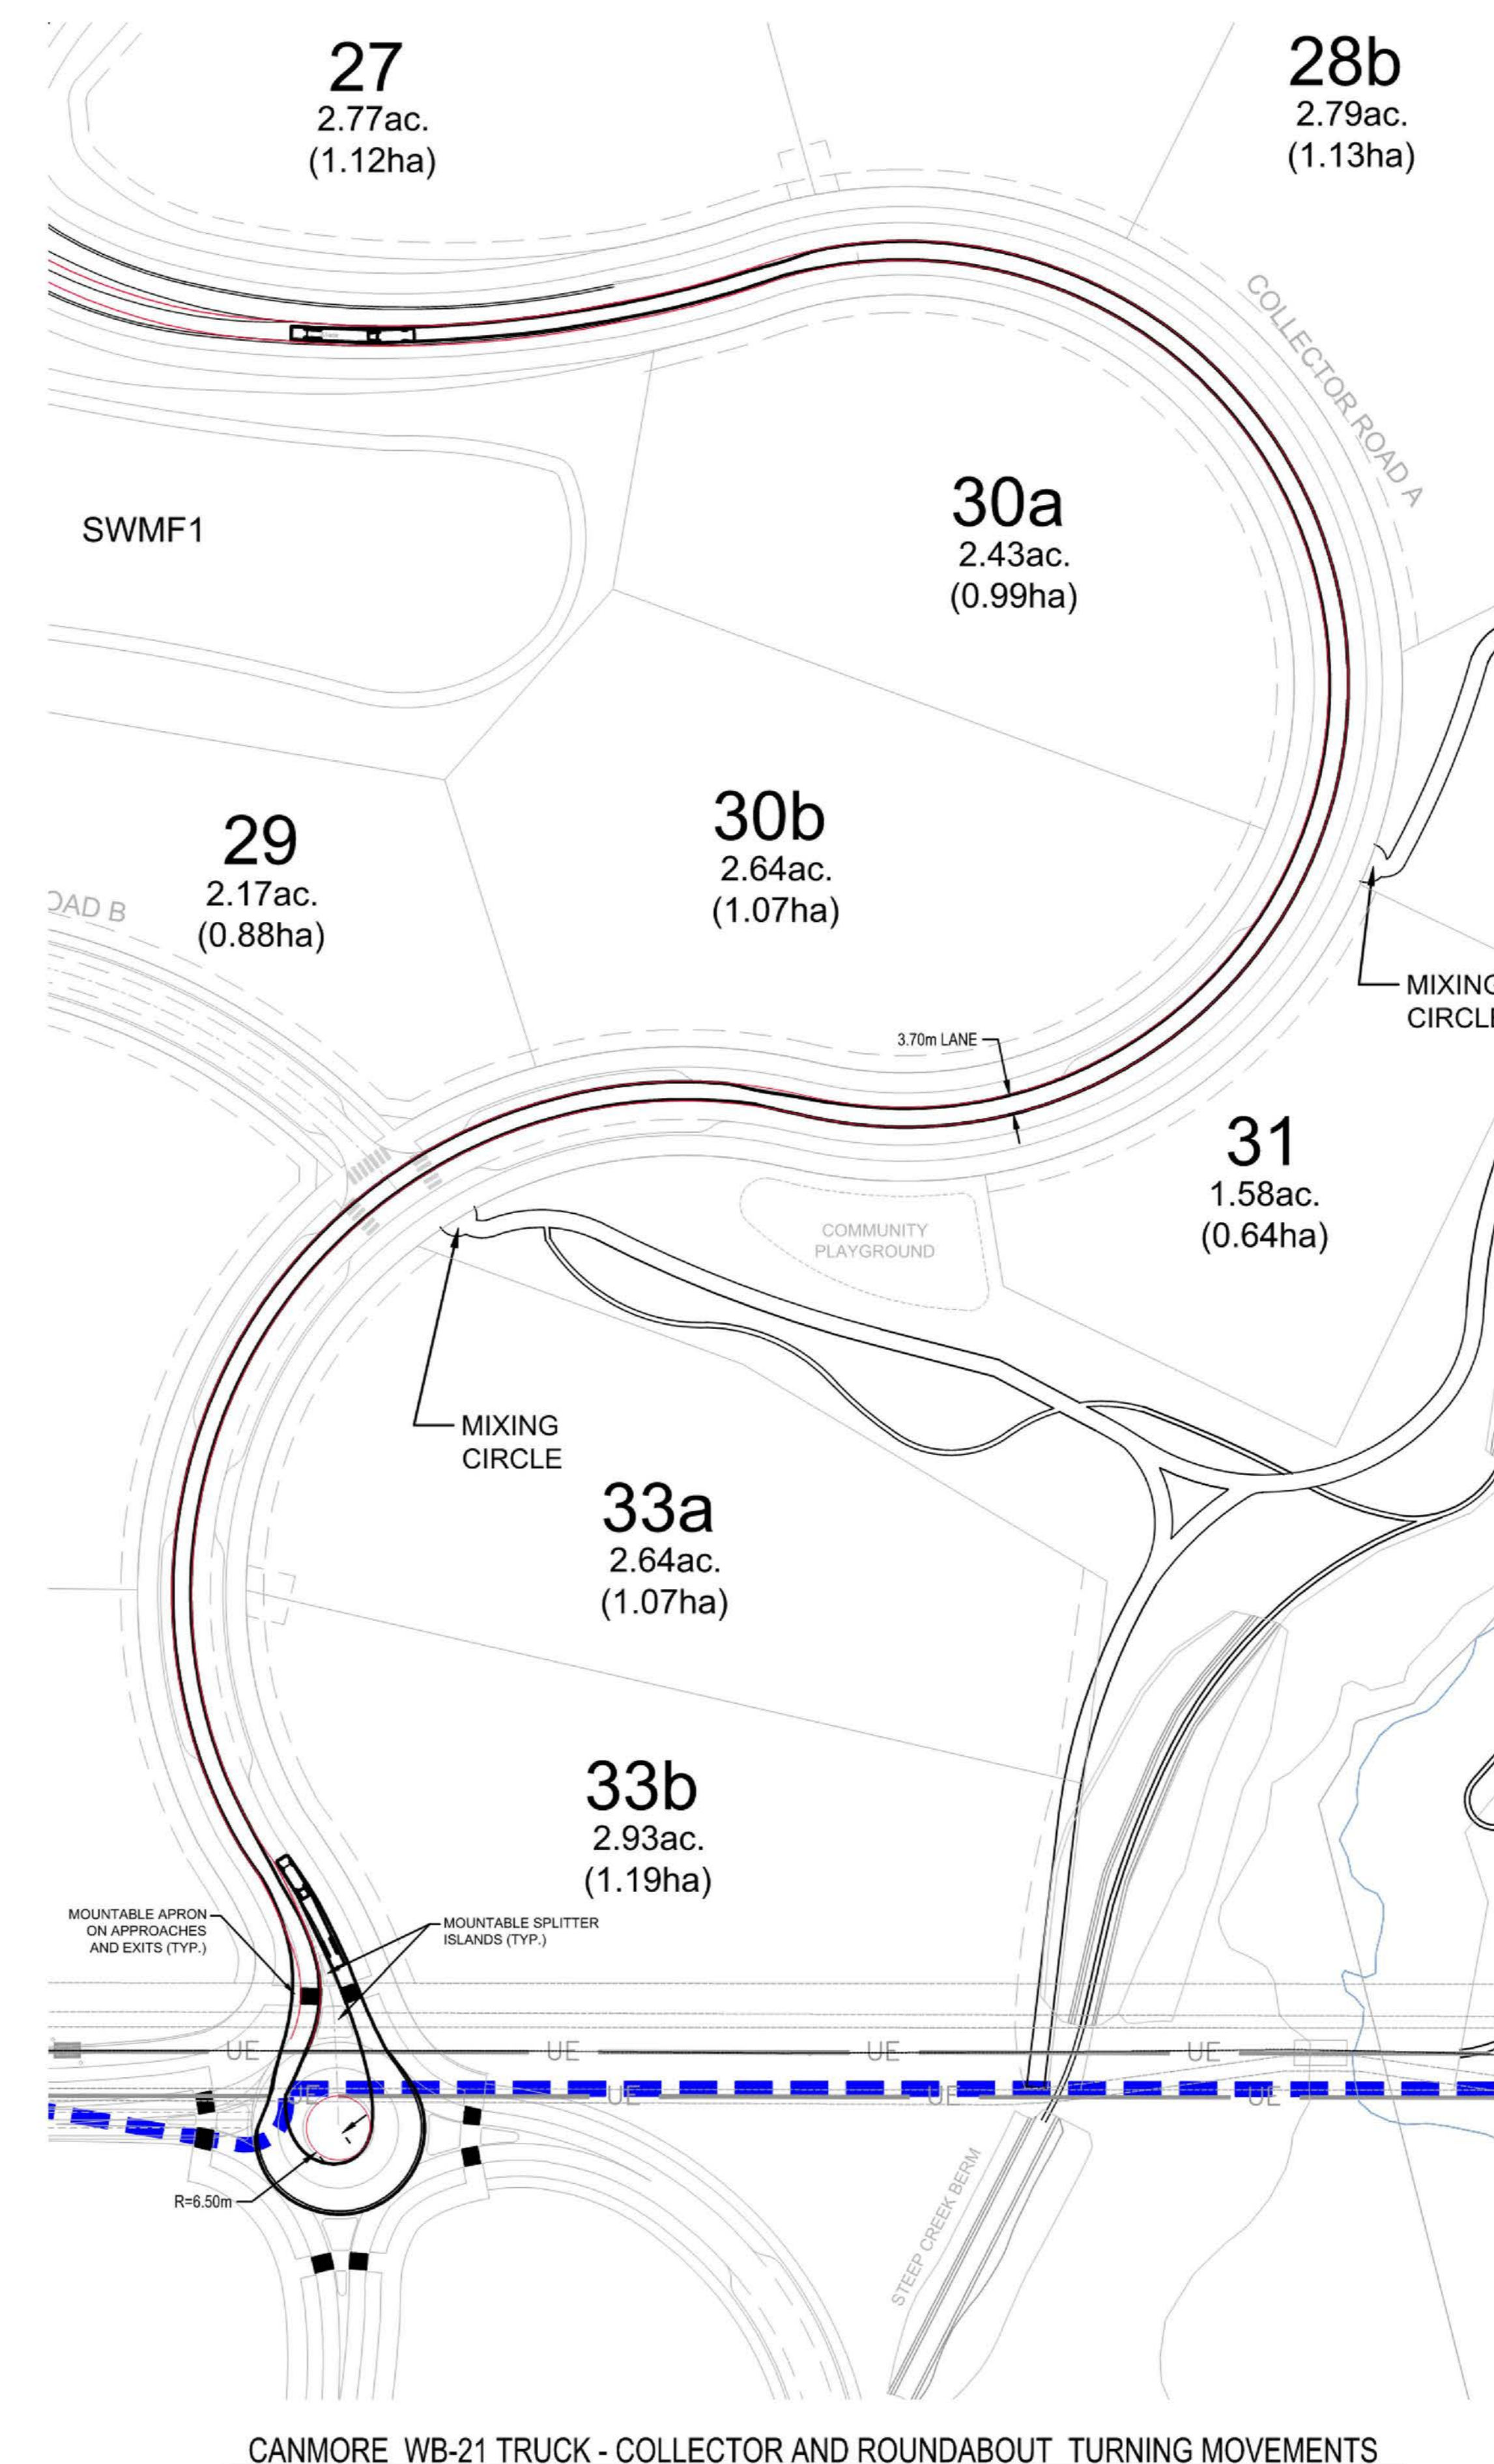 27
2.77ac.
(1.12ha)
28b
2.79ac.
(1.13ha)
COLLECTOR ROAD A
30a
2.43ac.
(0.99ha)
SWMF1
30b
2.64ac.
(1.07ha)
29
2.17ac.
(0.88ha)
OAD B
MIXING
CIRCLE
3.70m LANE
31
1.58ac.
(0.64ha)
COMMUNITY
PLAYGROUND
MIXING
CIRCLE
33a
2.64ac.
(1.07ha)
33b
2.93ac.
(1.19ha)
MOUNTABLE APRON
ON APPROACHES
AND EXITS (TYP.)
MOUNTABLE SPLITTER
ISLANDS (TYP.)
UE UE UE UE
UE UE UE UE
R=6.50m
STEEP CREEK BERM
CANMORE WB-21 TRUCK - COLLECTOR AND ROUNDABOUT TURNING MOVEMENTS